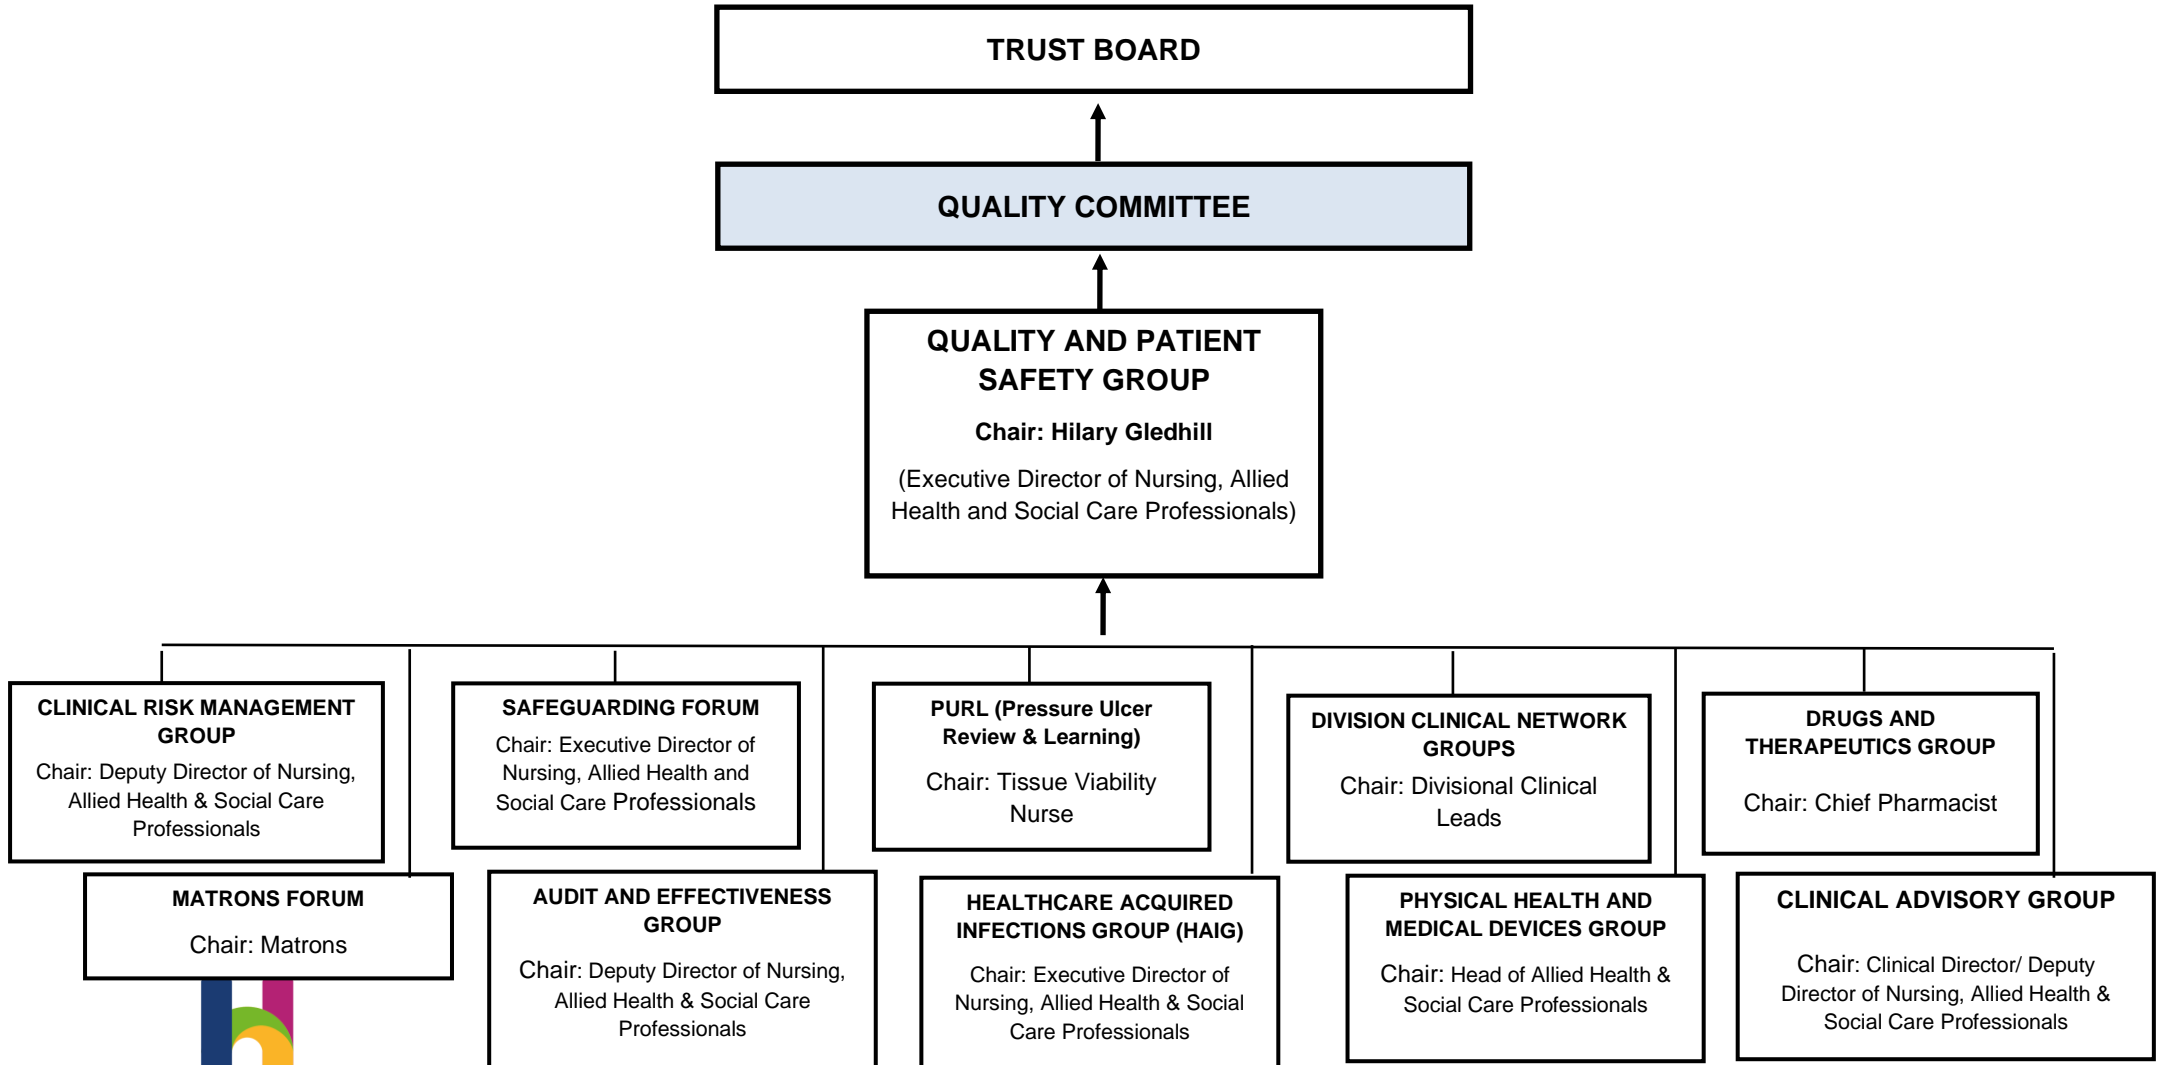 TRUST BOARD
QUALITY COMMITTEE
QUALITY AND PATIENT
SAFETY GROUP
Chair: Hilary Gledhill
(Executive Director of Nursing, Allied
Health and Social Care Professionals)
CLINICAL RISK MANAGEMENT
GROUP
Chair: Deputy Director of Nursing,
Allied Health & Social Care
Professionals
SAFEGUARDING FORUM
Chair: Executive Director of
Nursing, Allied Health and
Social Care Professionals
PURL (Pressure Ulcer
Review & Learning)
Chair: Tissue Viability
Nurse
DIVISION CLINICAL NETWORK
GROUPS
Chair: Divisional Clinical
Leads
DRUGS AND
THERAPEUTICS GROUP
Chair: Chief Pharmacist
MATRONS FORUM
Chair: Matrons
AUDIT AND EFFECTIVENESS
GROUP
Chair: Deputy Director of Nursing,
Allied Health & Social Care
Professionals
HEALTHCARE ACQUIRED
INFECTIONS GROUP (HAIG)
Chair: Executive Director of
Nursing, Allied Health & Social
Care Professionals
PHYSICAL HEALTH AND
MEDICAL DEVICES GROUP
Chair: Head of Allied Health &
Social Care Professionals
CLINICAL ADVISORY GROUP
Chair: Clinical Director/ Deputy
Director of Nursing, Allied Health &
Social Care Professionals